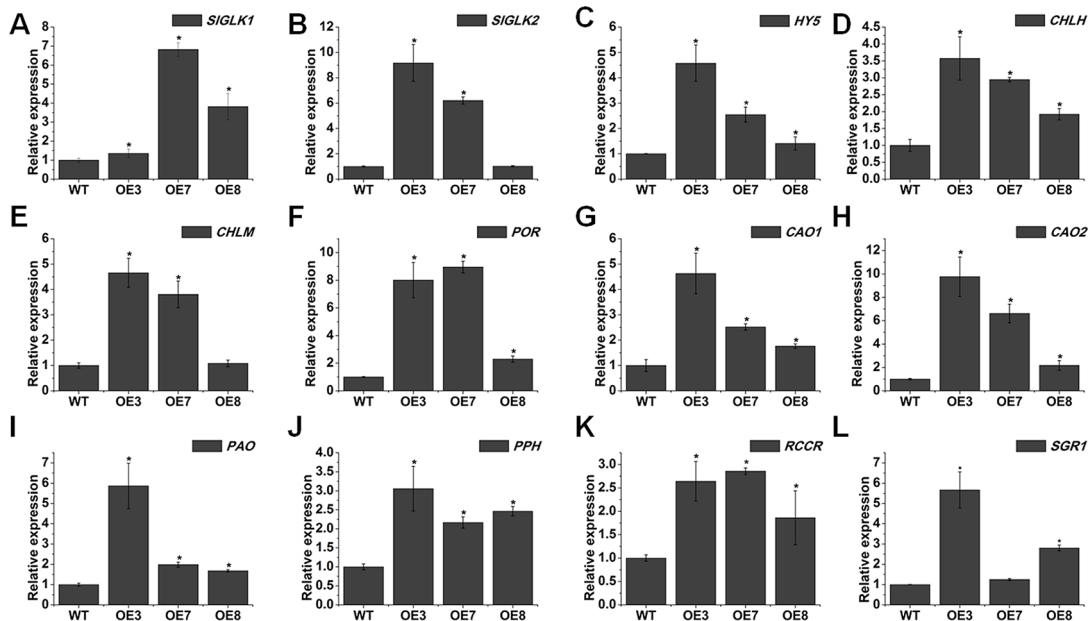 A
SlGLK1
Relative expression
8
7
6
5
4
3
2
1
0
*
*
*
WT OE3 OE7 OE8
B
SlGLK2
Relative expression
12
10
8
6
4
2
0
*
*
WT OE3 OE7 OE8
C
HY5
Relative expression
6
5
4
3
2
1
0
*
*
*
WT OE3 OE7 OE8
D
CHLH
Relative expression
4.5
4.0
3.5
3.0
2.5
2.0
1.5
1.0
0.5
0.0
*
*
*
WT OE3 OE7 OE8
E
CHLM
Relative expression
6
5
4
3
2
1
0
*
*
WT OE3 OE7 OE8
F
POR
Relative expression
10
8
6
4
2
0
*
*
*
WT OE3 OE7 OE8
G
CAO1
Relative expression
6
5
4
3
2
1
0
*
*
*
WT OE3 OE7 OE8
H
CAO2
Relative expression
12
10
8
6
4
2
0
*
*
*
WT OE3 OE7 OE8
I
PAO
Relative expression
8
7
6
5
4
3
2
1
0
*
*
*
WT OE3 OE7 OE8
J
PPH
Relative expression
4.0
3.5
3.0
2.5
2.0
1.5
1.0
0.5
0.0
*
*
*
WT OE3 OE7 OE8
K
RCCR
Relative expression
3.0
2.5
2.0
1.5
1.0
0.5
0.0
*
*
*
WT OE3 OE7 OE8
L
SGR1
Relative expression
7
6
5
4
3
2
1
0
*
*
WT OE3 OE7 OE8